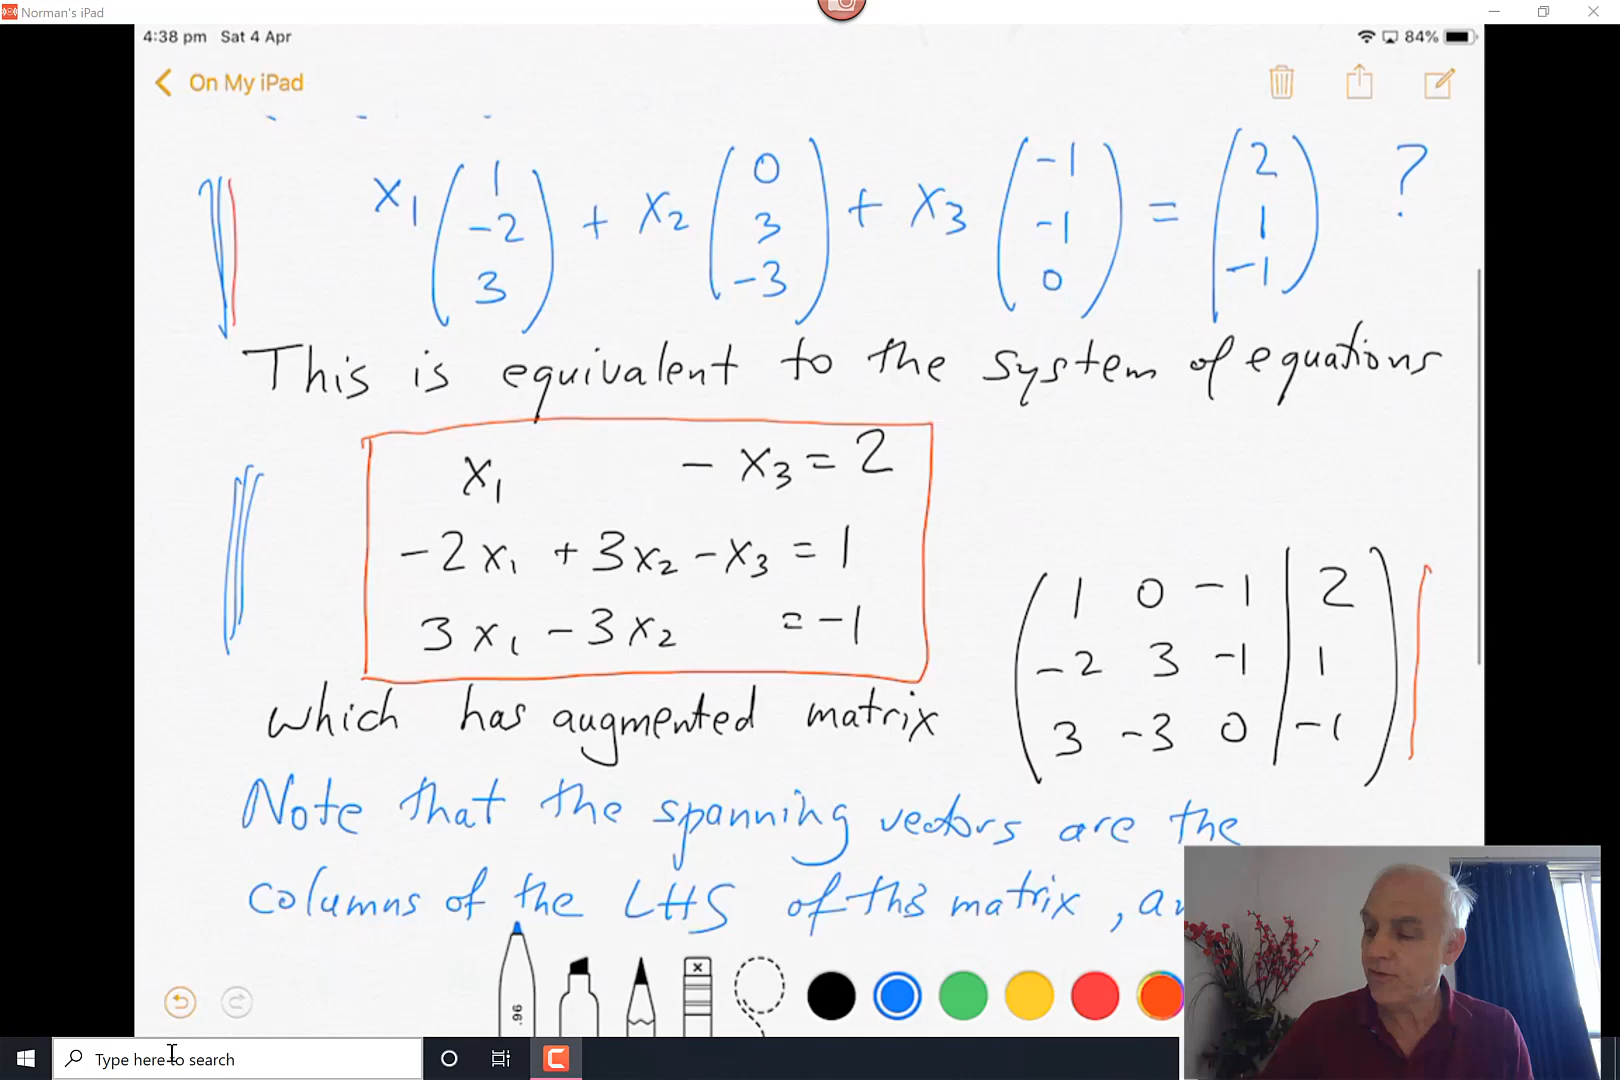 Norman's iPad
4:38 pm Sat 4 Apr 84%
On My iPad
x₁ (1 -2 3) + x₂ (0 3 -3) + x₃ (-1 -1 0) = (2 1 -1) ?
This is equivalent to the system of equations
x₁ - x₃ = 2
-2x₁ + 3x₂ - x₃ = 1
3x₁ - 3x₂ = -1
which has augmented matrix
1 0 -1 | 2
-2 3 -1 | 1
3 -3 0 | -1
Note that the spanning vectors are the
columns of the LHS of this matrix,
.96
Type here to search